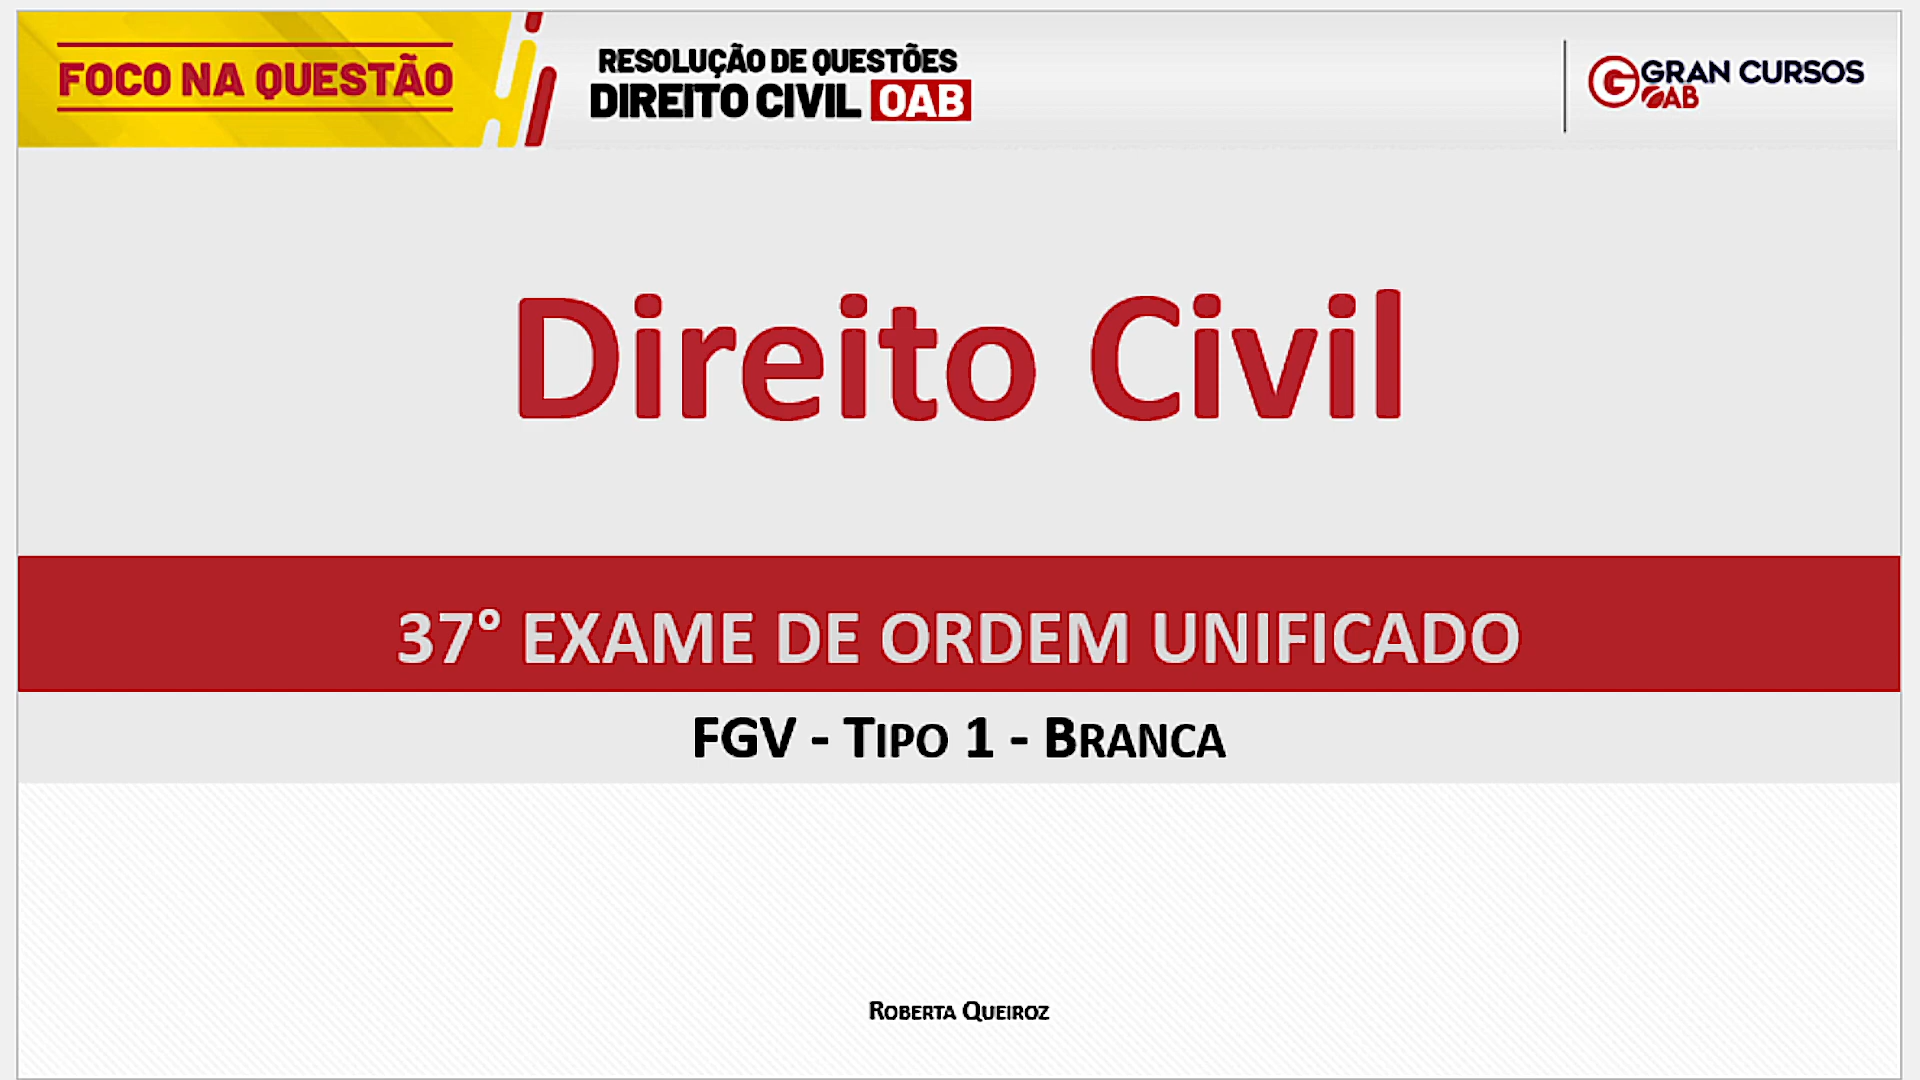 FOCO NA QUESTÃO
RESOLUÇÃO DE QUESTÕES
DIREITO CIVIL OAB
GRAN CURSOS
OAB
Direito Civil
37° EXAME DE ORDEM UNIFICADO
FGV - TIPO 1 - BRANCA
ROBERTA QUEIROZ